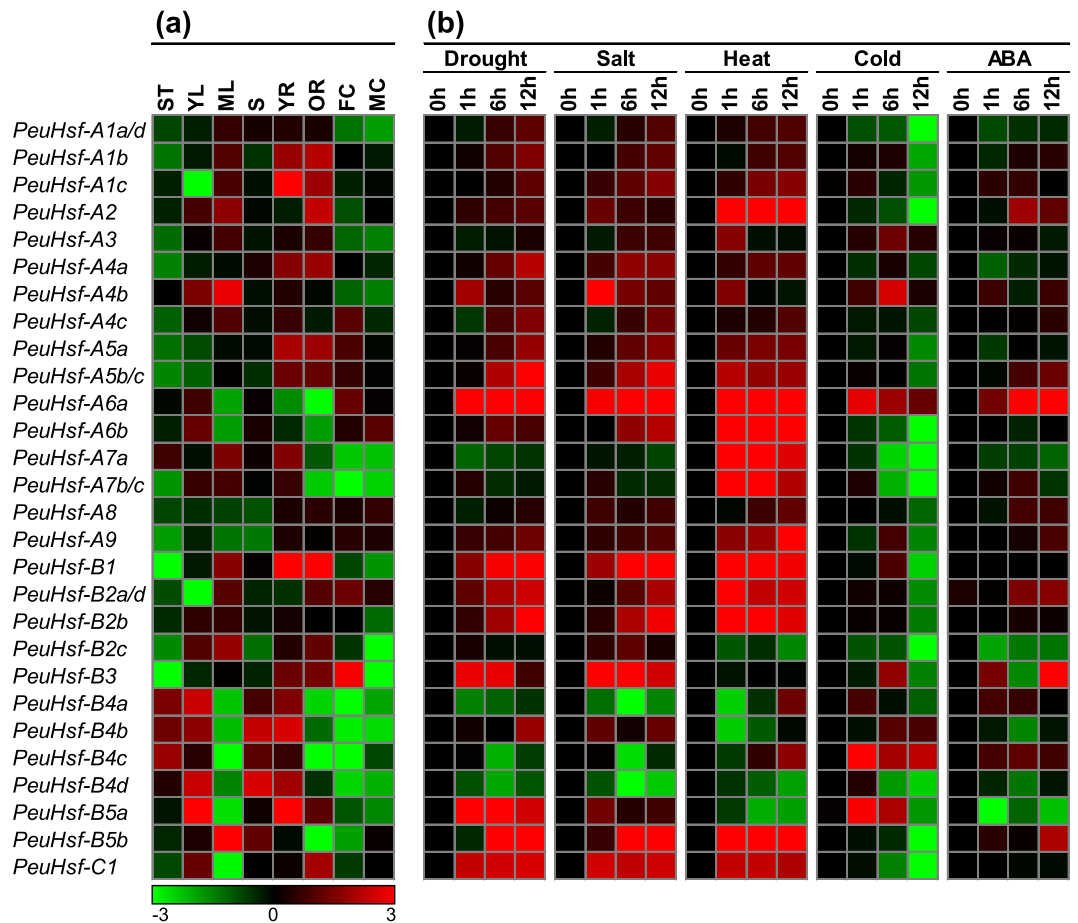 (a) (b)
Drought Salt Heat Cold ABA
ST YL ML S YR OR FC MC 0h 1h 6h 12h 0h 1h 6h 12h 0h 1h 6h 12h 0h 1h 6h 12h 0h 1h 6h 12h
PeuHsf-A1a/d
PeuHsf-A1b
PeuHsf-A1c
PeuHsf-A2
PeuHsf-A3
PeuHsf-A4a
PeuHsf-A4b
PeuHsf-A4c
PeuHsf-A5a
PeuHsf-A5b/c
PeuHsf-A6a
PeuHsf-A6b
PeuHsf-A7a
PeuHsf-A7b/c
PeuHsf-A8
PeuHsf-A9
PeuHsf-B1
PeuHsf-B2a/d
PeuHsf-B2b
PeuHsf-B2c
PeuHsf-B3
PeuHsf-B4a
PeuHsf-B4b
PeuHsf-B4c
PeuHsf-B4d
PeuHsf-B5a
PeuHsf-B5b
PeuHsf-C1
-3 0 3